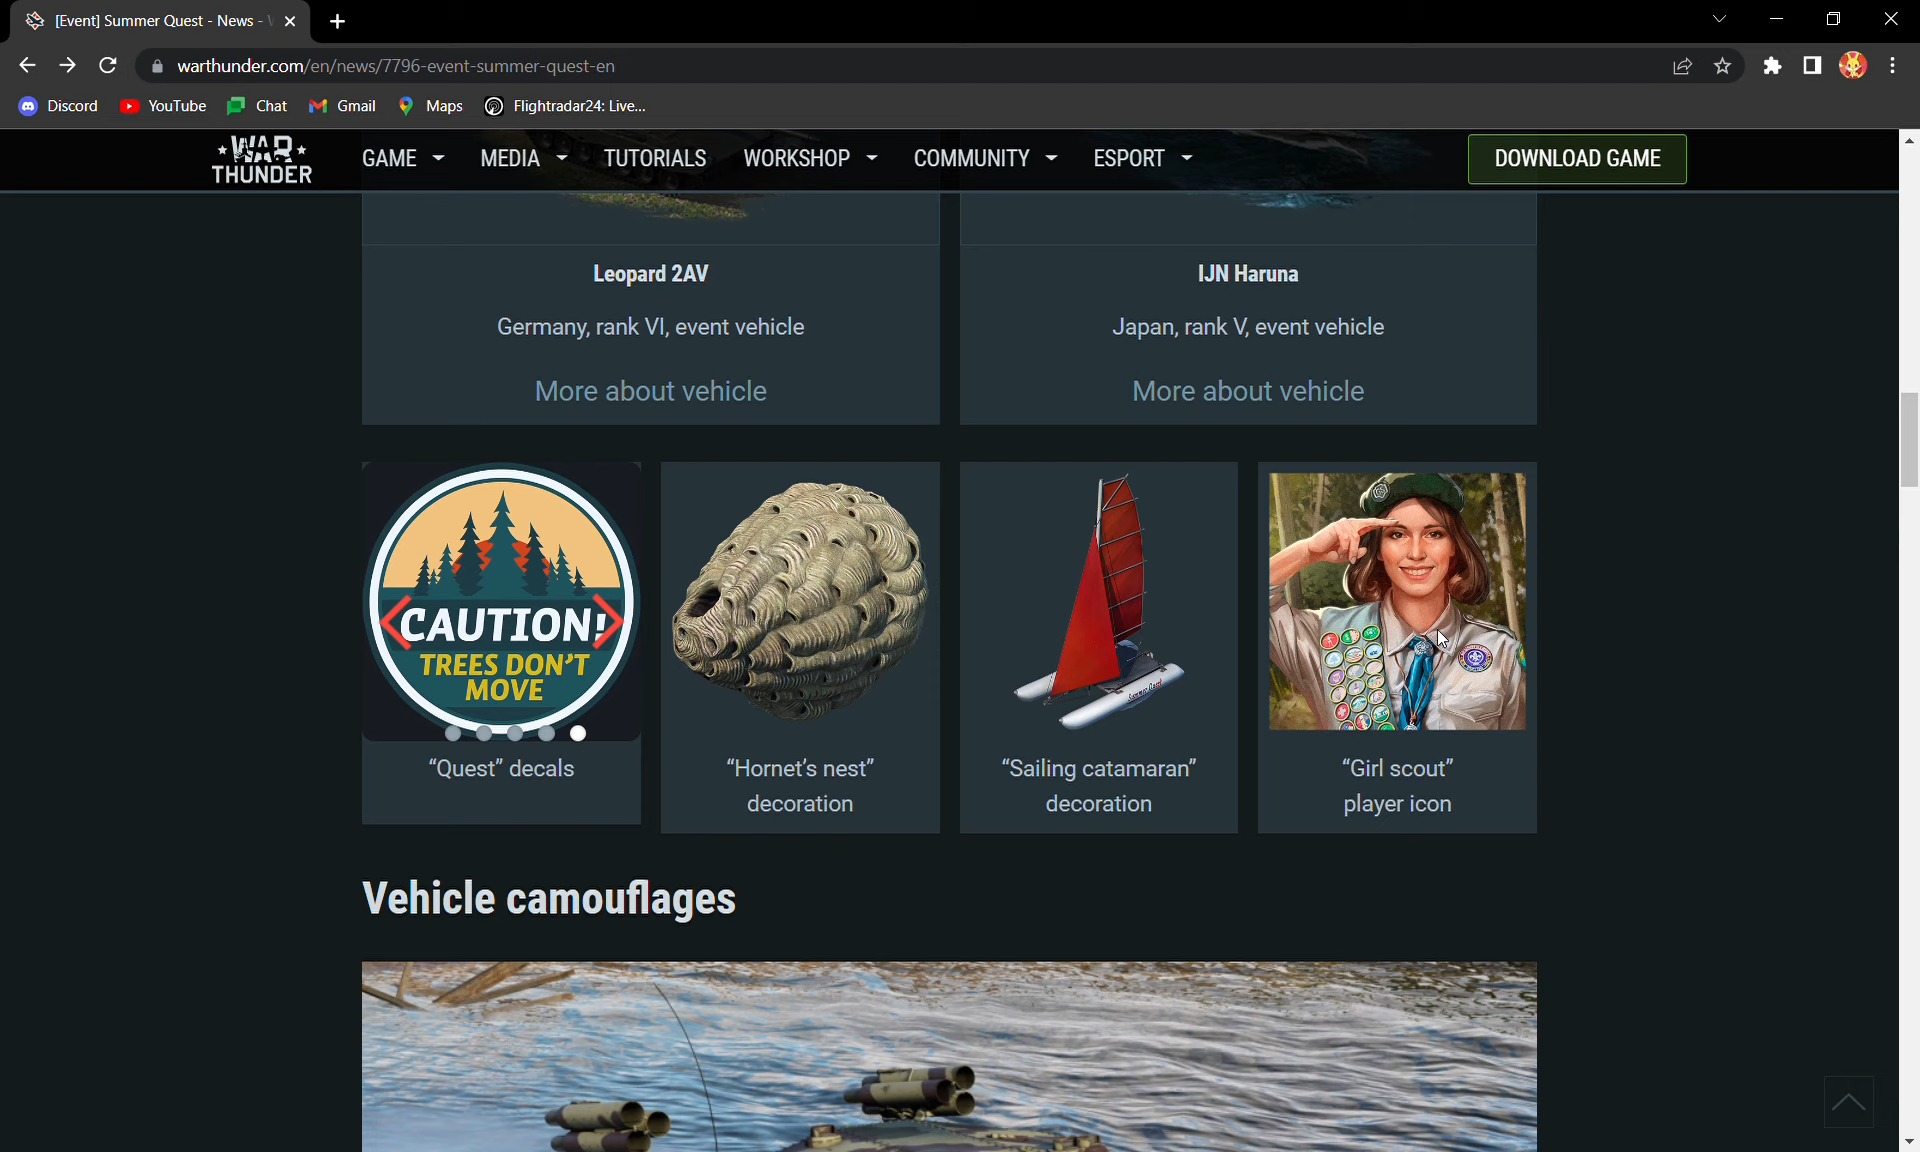 [Event] Summer Quest - News -
warthunder.com/en/news/7796-event-summer-quest-en
Discord YouTube Chat Gmail Maps Flightradar24: Live...
WAR THUNDER
GAME MEDIA TUTORIALS WORKSHOP COMMUNITY ESPORT DOWNLOAD GAME
Leopard 2AV
Germany, rank VI, event vehicle
More about vehicle
IJN Haruna
Japan, rank V, event vehicle
More about vehicle
CAUTION!
TREES DON'T
MOVE
“Quest” decals
“Hornet’s nest”
decoration
“Sailing catamaran”
decoration
“Girl scout”
player icon
Vehicle camouflages